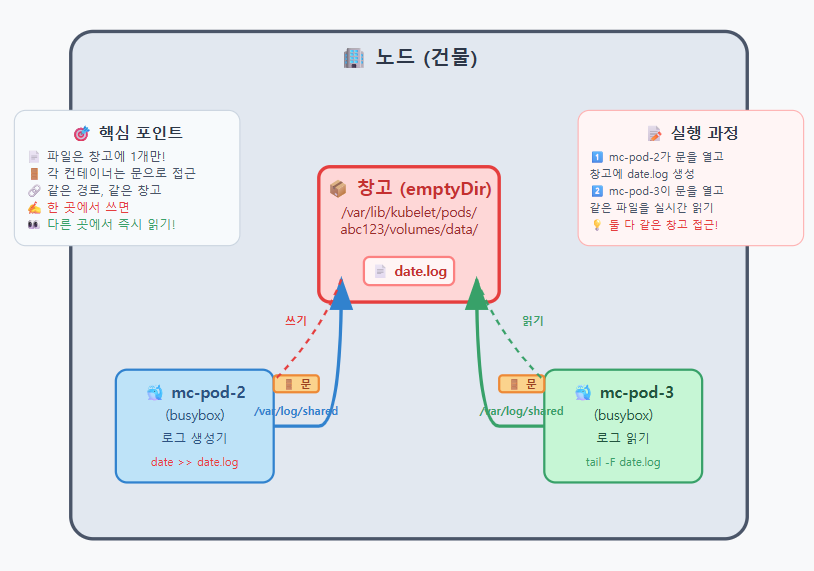 노드 (건물)
핵심 포인트
파일은 창고에 1개만!
각 컨테이너는 문으로 접근
같은 경로, 같은 창고
한 곳에서 쓰면
다른 곳에서 즉시 읽기!
실행 과정
1 mc-pod-2가 문을 열고
창고에 date.log 생성
2 mc-pod-3이 문을 열고
같은 파일을 실시간 읽기
둘 다 같은 창고 접근!
창고 (emptyDir)
/var/lib/kubelet/pods/
abc123/volumes/data/
date.log
쓰기
읽기
문
/var/log/shared
문
/var/log/shared
mc-pod-2
(busybox)
로그 생성기
date >> date.log
mc-pod-3
(busybox)
로그 읽기
tail -F date.log